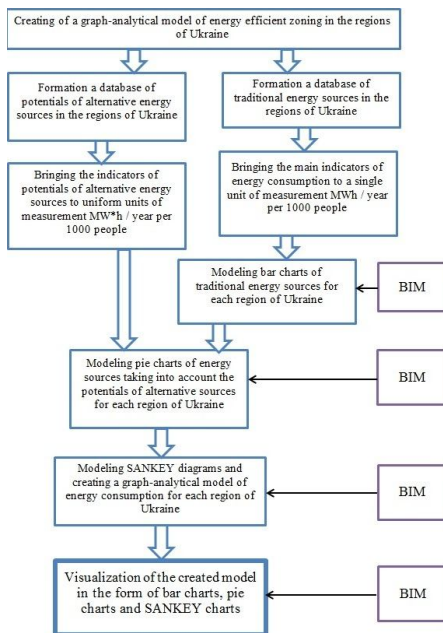 Creating of a graph-analytical model of energy efficient zoning in the regions
of Ukraine
Formation a database of
potentials of alternative energy
sources in the regions of Ukraine
Formation a database of
traditional energy sources in the
regions of Ukraine
Bringing the indicators of
potentials of alternative energy
sources to uniform units of
measurement MW*h / year per
1000 people
Bringing the main indicators of
energy consumption to a single
unit of measurement MWh / year
per 1000 people
Modeling bar charts of
traditional energy sources for
each region of Ukraine
BIM
Modeling pie charts of energy
sources taking into account the
potentials of alternative sources
for each region of Ukraine
BIM
Modeling SANKEY diagrams and
creating a graph-analytical model of
energy consumption for each region of
Ukraine
BIM
Visualization of the created model
in the form of bar charts, pie
charts and SANKEY charts
BIM